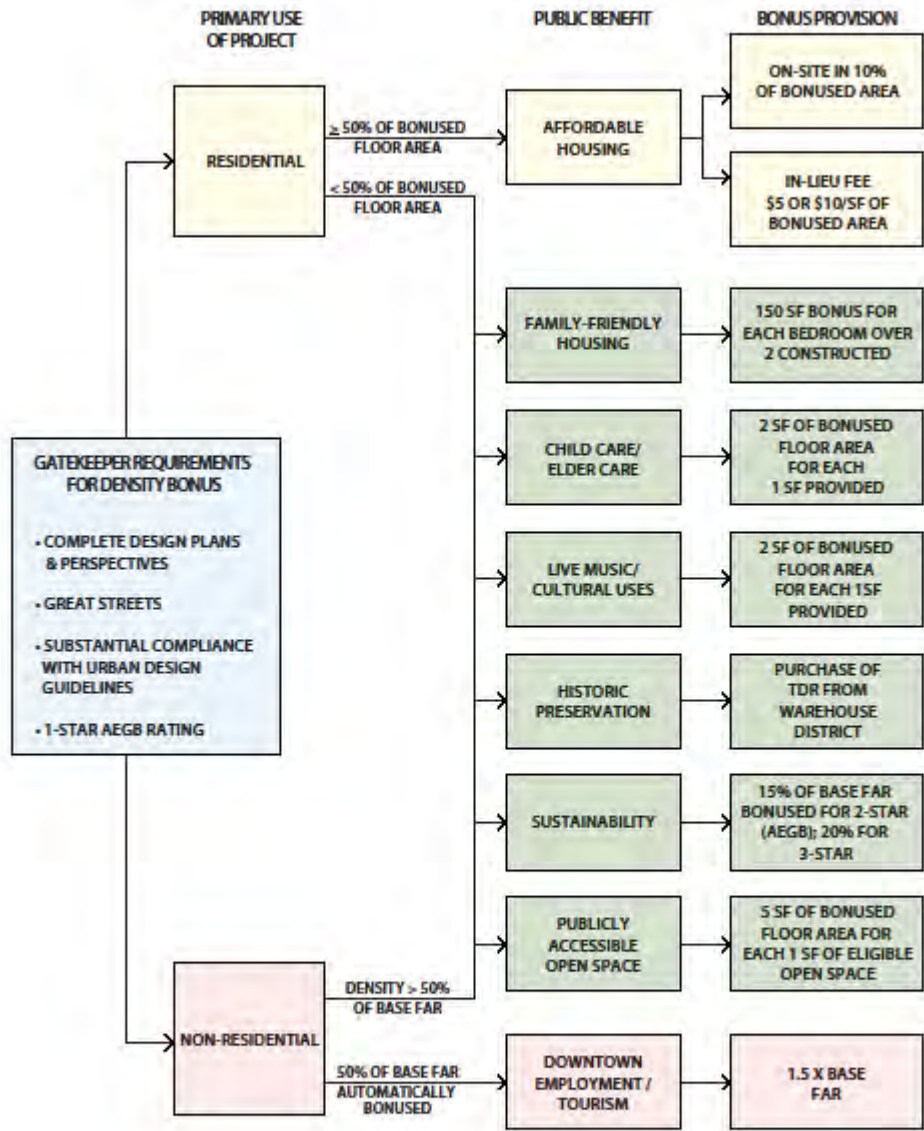 PRIMARY USE
OF PROJECT
PUBLIC BENEFIT
BONUS PROVISION
RESIDENTIAL
≥ 50% OF BONUSED
FLOOR AREA
< 50% OF BONUSED
FLOOR AREA
AFFORDABLE
HOUSING
ON-SITE IN 10%
OF BONUSED AREA
IN-LIEU FEE
$5 OR $10/SF OF
BONUSED AREA
FAMILY-FRIENDLY
HOUSING
150 SF BONUS FOR
EACH BEDROOM OVER
2 CONSTRUCTED
GATEKEEPER REQUIREMENTS
FOR DENSITY BONUS
• COMPLETE DESIGN PLANS
& PERSPECTIVES
• GREAT STREETS
• SUBSTANTIAL COMPLIANCE
WITH URBAN DESIGN
GUIDELINES
• 1-STAR AEGB RATING
CHILD CARE/
ELDER CARE
2 SF OF BONUSED
FLOOR AREA
FOR EACH
1 SF PROVIDED
LIVE MUSIC/
CULTURAL USES
2 SF OF BONUSED
FLOOR AREA
FOR EACH 1SF
PROVIDED
HISTORIC
PRESERVATION
PURCHASE OF
TDR FROM
WAREHOUSE
DISTRICT
SUSTAINABILITY
15% OF BASE FAR
BONUSED FOR 2-STAR
(AEGB); 20% FOR
3-STAR
PUBLICLY
ACCESSIBLE
OPEN SPACE
5 SF OF BONUSED
FLOOR AREA FOR
EACH 1 SF OF ELIGIBLE
OPEN SPACE
NON-RESIDENTIAL
DENSITY > 50%
OF BASE FAR
50% OF BASE FAR
AUTOMATICALLY
BONUSED
DOWNTOWN
EMPLOYMENT /
TOURISM
1.5 X BASE
FAR